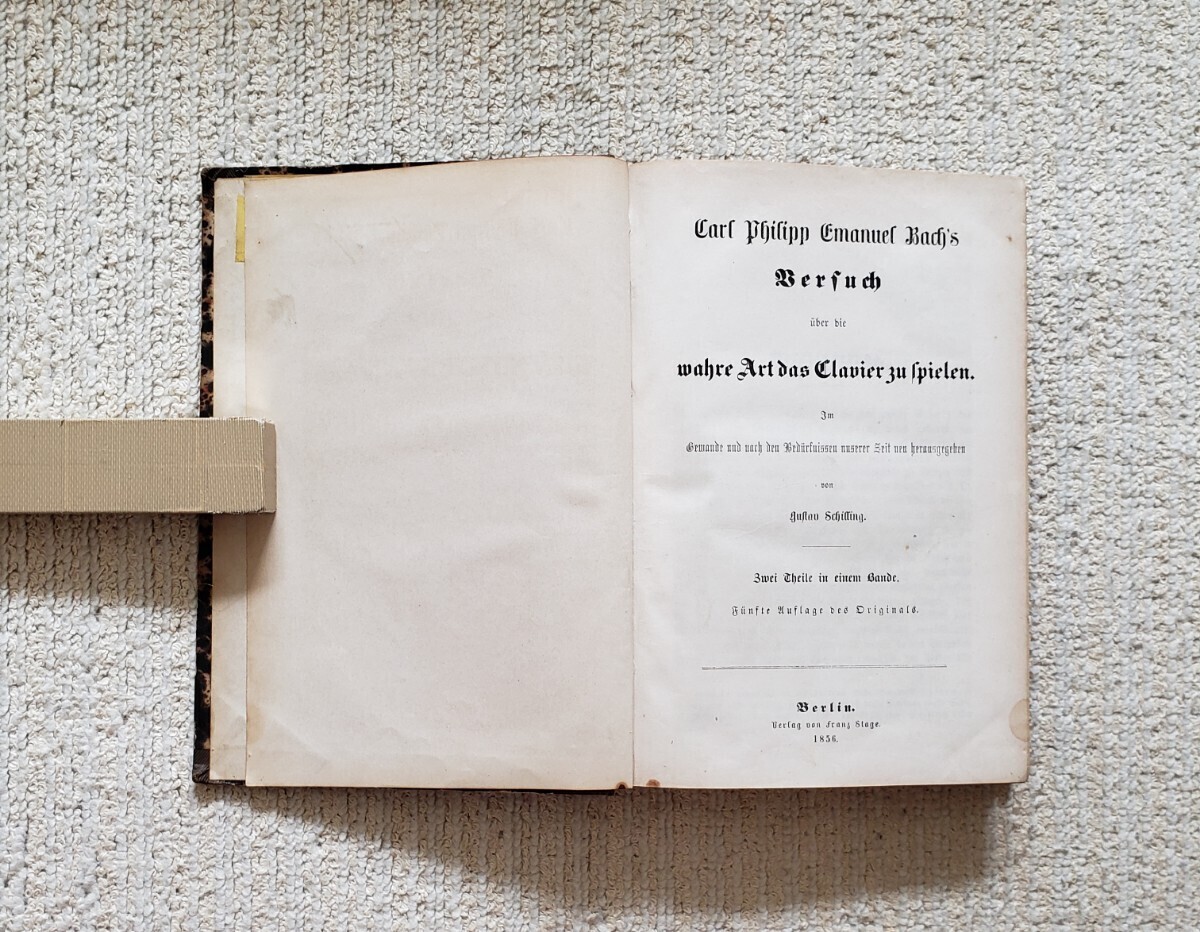 Carl Philipp Emanuel Bach's
Versuch
über die
wahre Art das Clavier zu spielen.
Im
Gewande und nach den Bedürfnissen unserer Zeit neu herausgegeben
von
Gustav Schilling.
Zwei Theile in einem Bande.
Fünfte Auflage des Originals.
Berlin.
Verlag von Franz Stage.
1856.